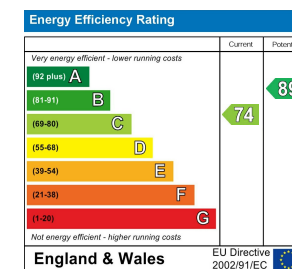 Energy Efficiency Rating
Current
Very energy efficient - lower running costs
(92 plus) A
(81-91) B
(69-80) C
(55-68) D
(39-54) E
(21-38) F
(1-20) G
74
Not energy efficient - higher running costs
England & Wales
EU Directive
2002/91/EC